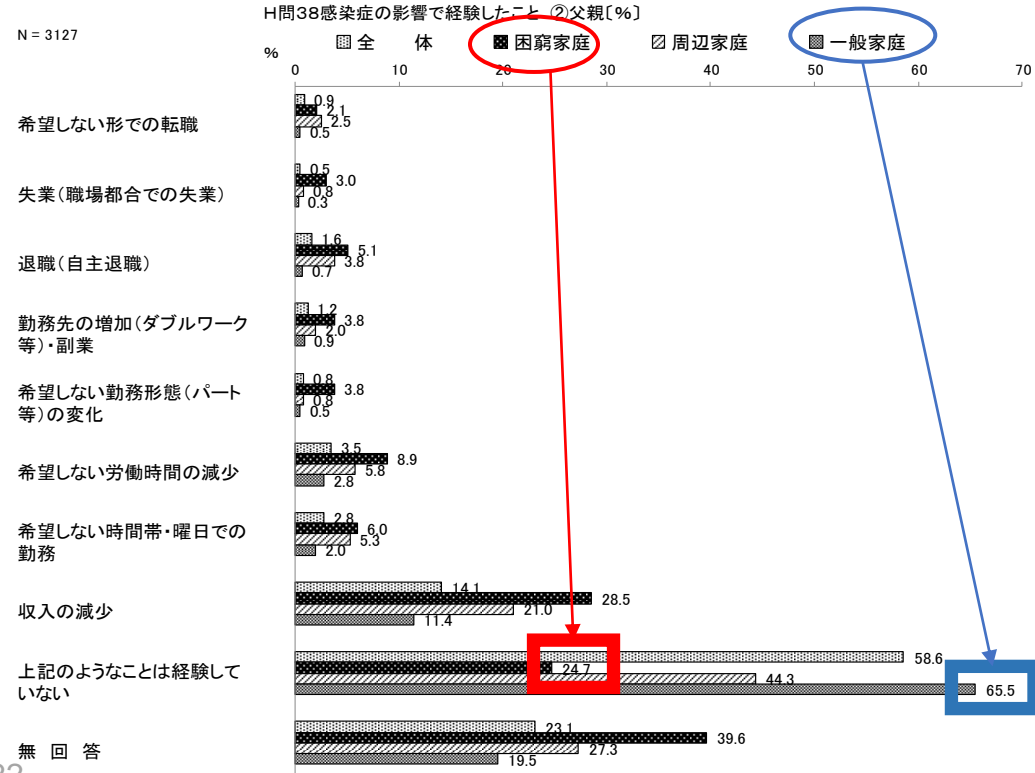 H問38感染症の影響で経験したこと ②父親〔%〕
N = 3127
全　体 困窮家庭 周辺家庭 一般家庭
%
0 10 20 30 40 50 60 70
希望しない形での転職
0.9
2.1
2.5
0.5
失業(職場都合での失業)
0.5
3.0
0.8
0.3
退職(自主退職)
1.6
5.1
3.8
0.7
勤務先の増加(ダブルワーク
等)・副業
1.2
3.8
2.0
0.9
希望しない勤務形態(パート
等)の変化
0.8
3.8
0.8
0.5
希望しない労働時間の減少
3.5
8.9
5.8
2.8
希望しない時間帯・曜日での
勤務
2.8
6.0
5.3
2.0
収入の減少
14.1
28.5
21.0
11.4
上記のようなことは経験して
いない
58.6
24.7
44.3
65.5
無 回 答
23.1
39.6
27.3
19.5